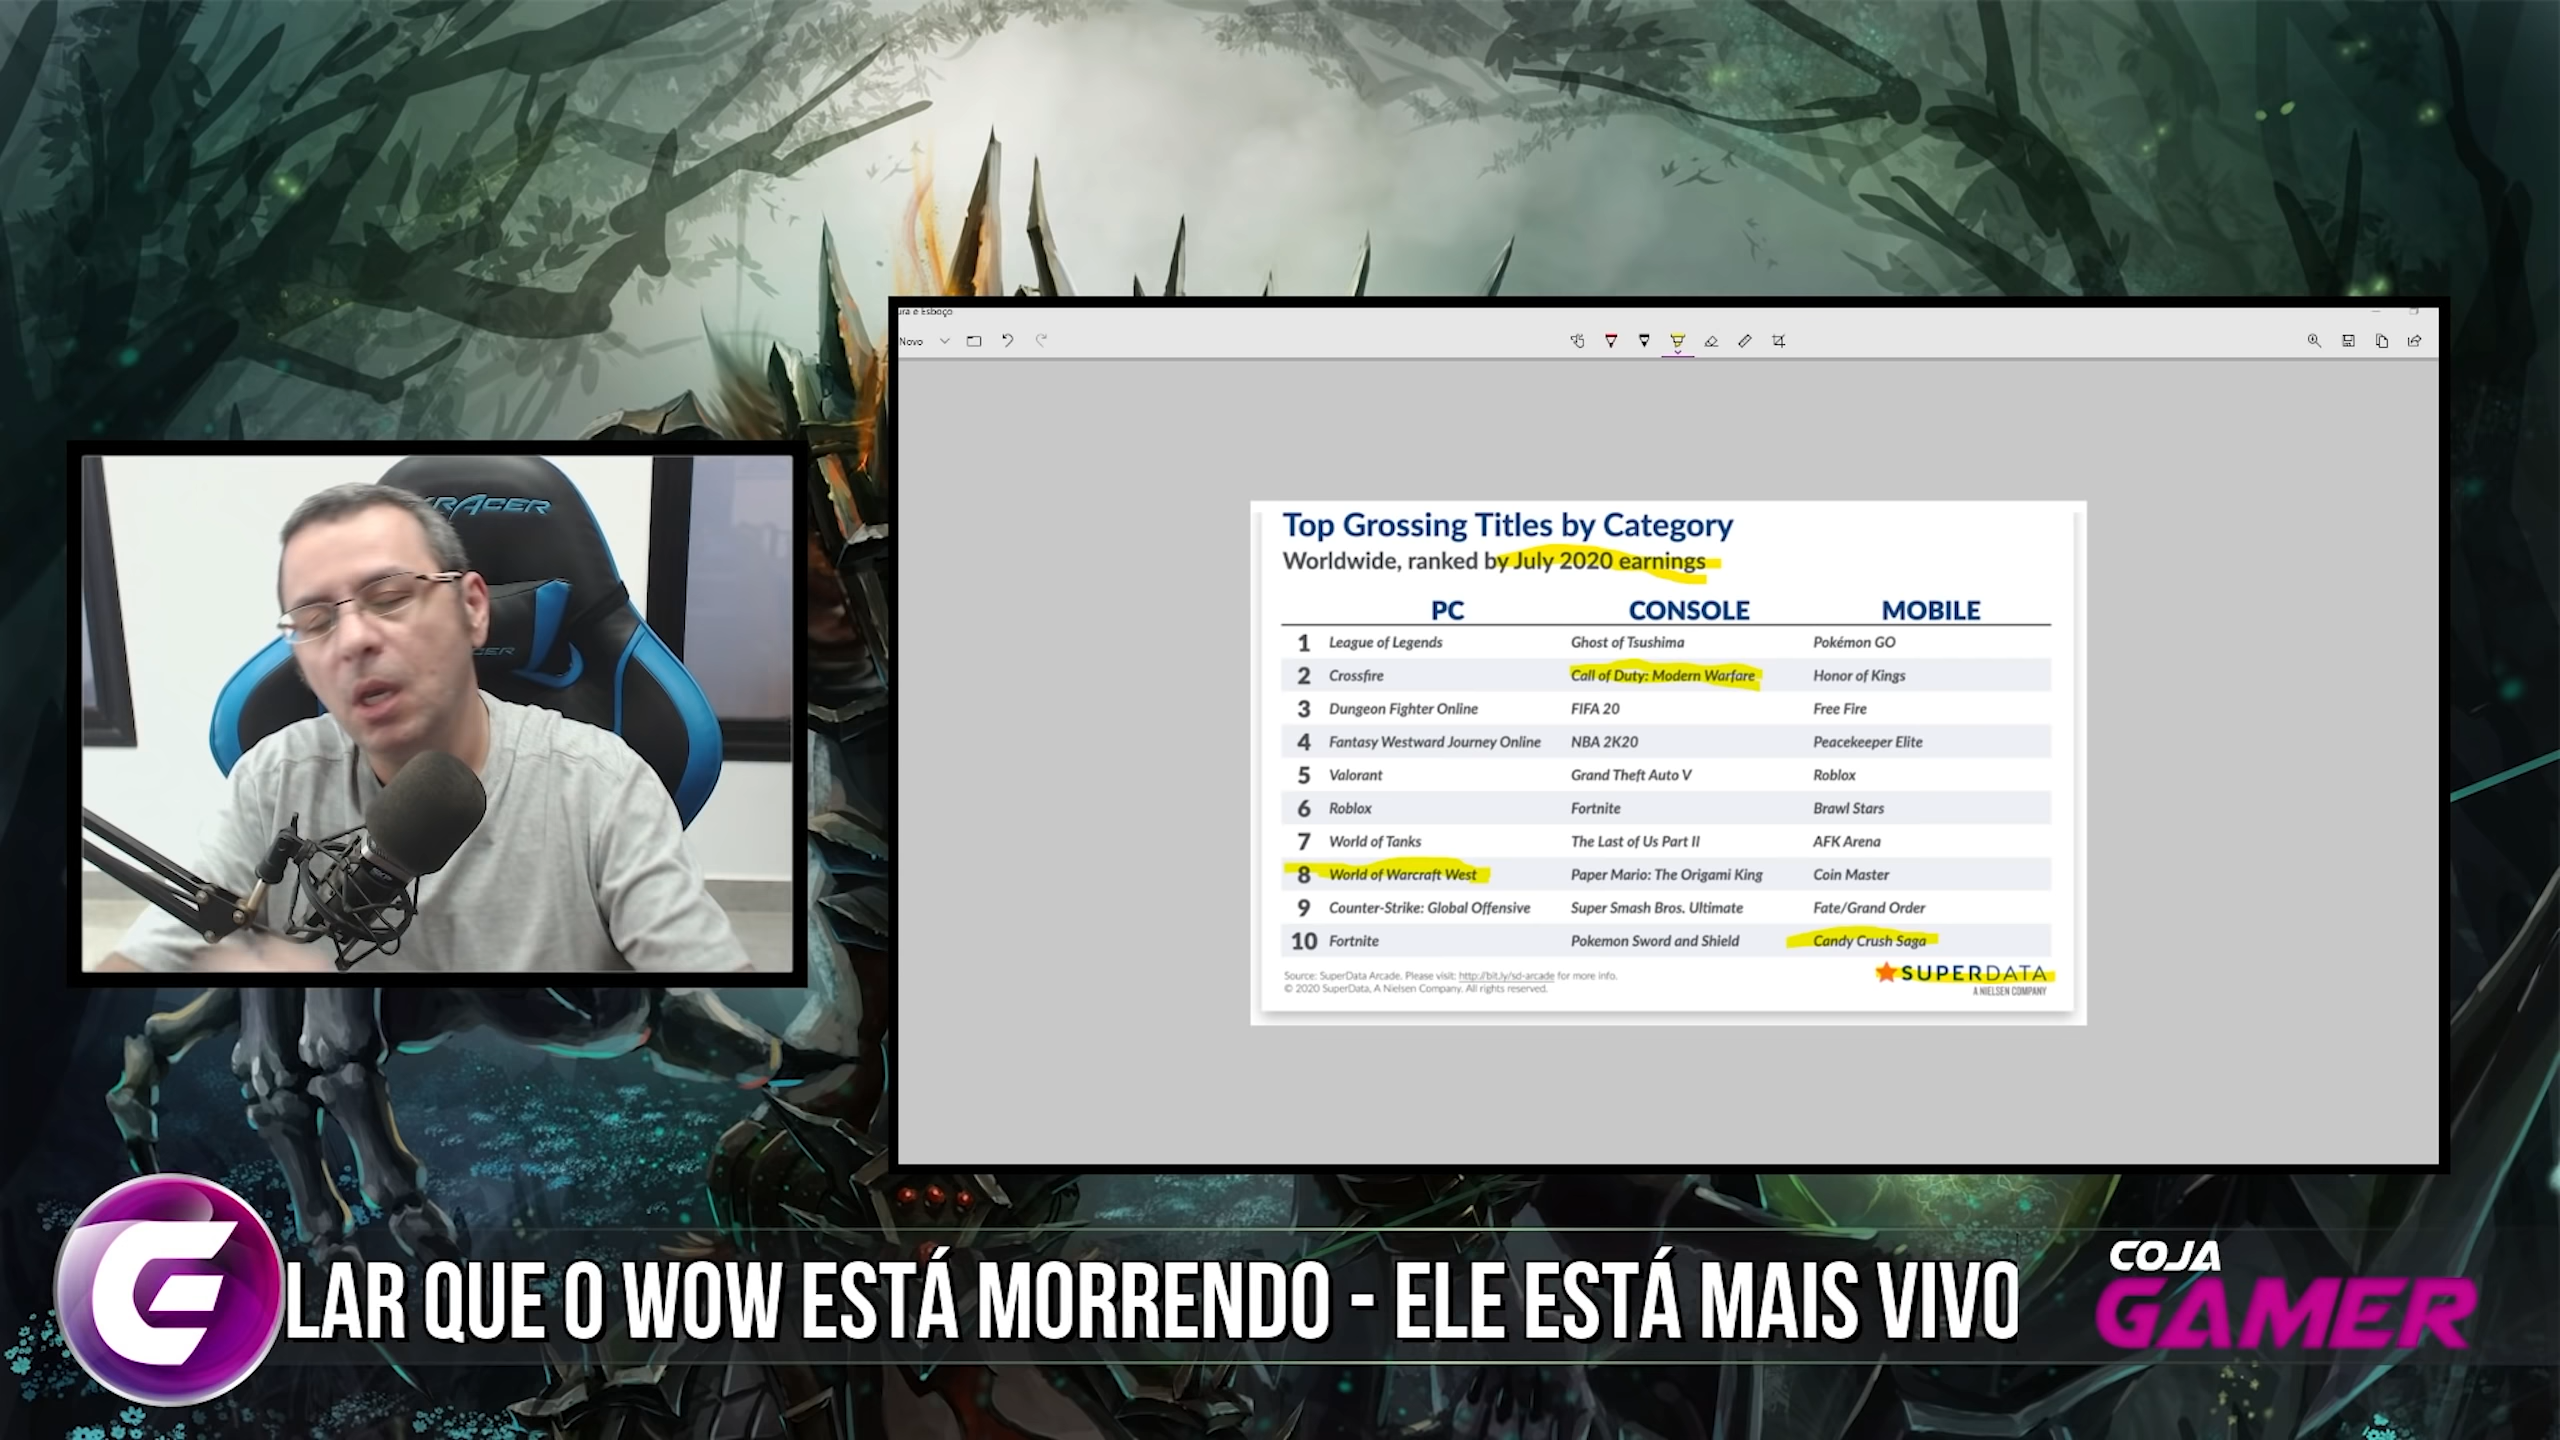 ura e Esboço
Novo
Top Grossing Titles by Category
Worldwide, ranked by July 2020 earnings
PC CONSOLE MOBILE
1 League of Legends Ghost of Tsushima Pokémon GO
2 Crossfire Call of Duty: Modern Warfare Honor of Kings
3 Dungeon Fighter Online FIFA 20 Free Fire
4 Fantasy Westward Journey Online NBA 2K20 Peacekeeper Elite
5 Valorant Grand Theft Auto V Roblox
6 Roblox Fortnite Brawl Stars
7 World of Tanks The Last of Us Part II AFK Arena
8 World of Warcraft West Paper Mario: The Origami King Coin Master
9 Counter-Strike: Global Offensive Super Smash Bros. Ultimate Fate/Grand Order
10 Fortnite Pokemon Sword and Shield Candy Crush Saga
Source: SuperData Arcade. Please visit: http://bit.ly/sd-arcade for more info.
© 2020 SuperData, A Nielsen Company. All rights reserved.
SUPERDATA
A NIELSEN COMPANY
RACER
CER
LAR QUE O WOW ESTÁ MORRENDO - ELE ESTÁ MAIS VIVO
COJA
GAMER